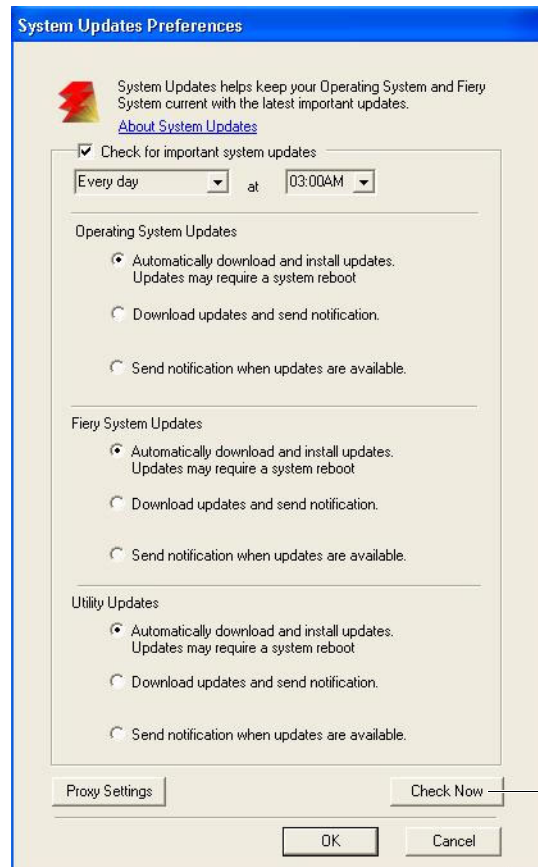 System Updates Preferences
System Updates helps keep your Operating System and Fiery
System current with the latest important updates.
About System Updates
Check for important system updates
Every day at 03:00AM
Operating System Updates
Automatically download and install updates.
Updates may require a system reboot
Download updates and send notification.
Send notification when updates are available.
Fiery System Updates
Automatically download and install updates.
Updates may require a system reboot
Download updates and send notification.
Send notification when updates are available.
Utility Updates
Automatically download and install updates.
Updates may require a system reboot
Download updates and send notification.
Send notification when updates are available.
Proxy Settings Check Now
OK Cancel